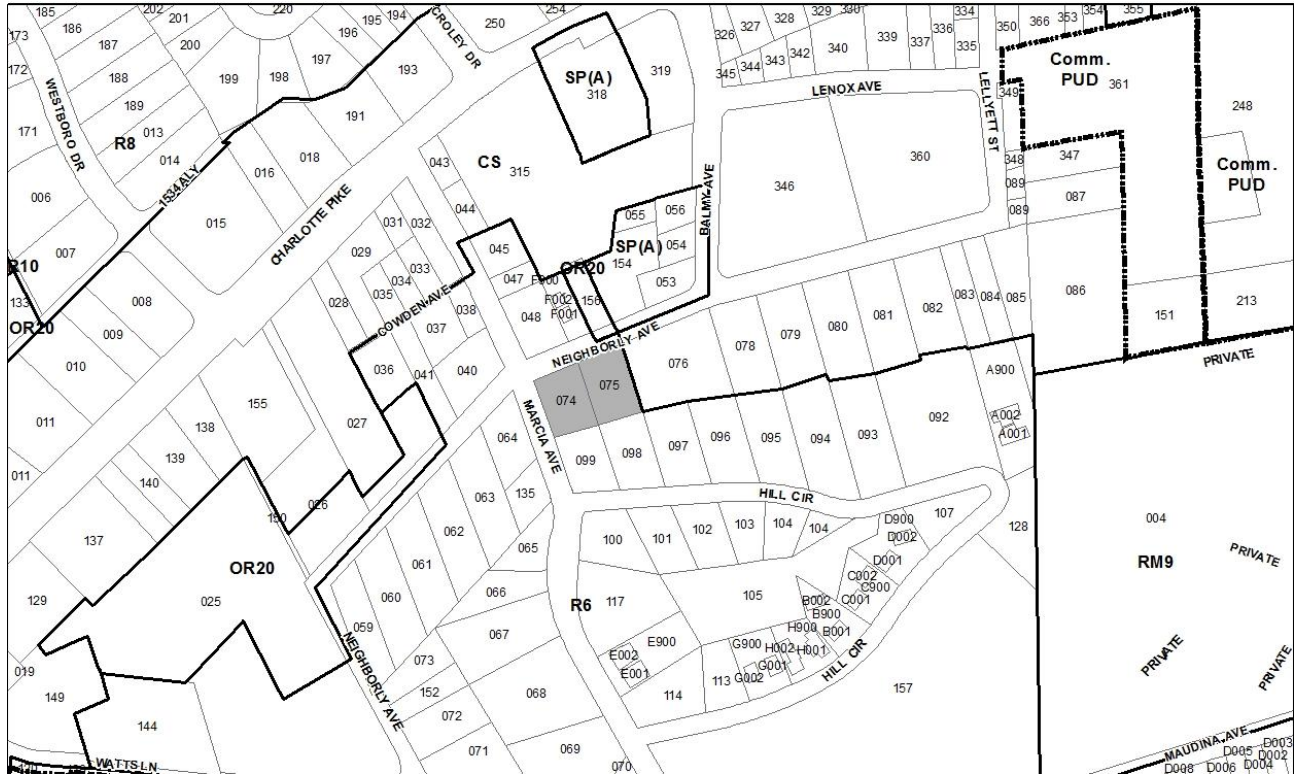 185
186
202
201
220
195
194
CROLEY DR
250
254
329
330
334
366
353
354
355
173
187
200
196
197
326
327
328
336
350
Comm.
PUD
172
WESTBORO DR
188
199
198
193
SP(A)
318
319
345
344
343
342
340
339
337
335
361
189
191
LENOX AVE
LELLYETT ST
349
248
171
R8
013
014
016
018
043
CS
315
346
360
348
347
Comm.
PUD
006
1534 ALY
015
CHARLOTTE PIKE
044
BALMY AVE
089
087
089
007
031
032
055
056
R10
029
033
045
SP(A)
054
154
OR20
133
008
028
034
035
047
F000
053
086
OR20
009
COWDEN AVE
038
037
048
F002
F001
156
082
083
084
085
151
213
010
036
041
040
NEIGHBORLY AVE
076
078
079
080
081
PRIVATE
155
075
074
A900
011
027
MARCIA AVE
092
A002
A001
138
064
099
098
097
096
095
094
093
011
139
140
063
135
HILL CIR
150
026
137
062
065
100
101
102
103
104
104
D900
D002
107
128
004
OR20
061
D001
RM9
PRIVATE
129
025
060
066
R6
117
105
C002
C900
C001
B002
B900
059
067
E900
H900
B001
019
NEIGHBORLY AVE
073
E002
E001
G900
H002
H001
G001
G002
HILL CIR
PRIVATE
PRIVATE
149
152
068
114
113
157
144
072
071
069
070
WATTS LN
MAUDINA AVE
D005
D003
D002
D008
D006
D004